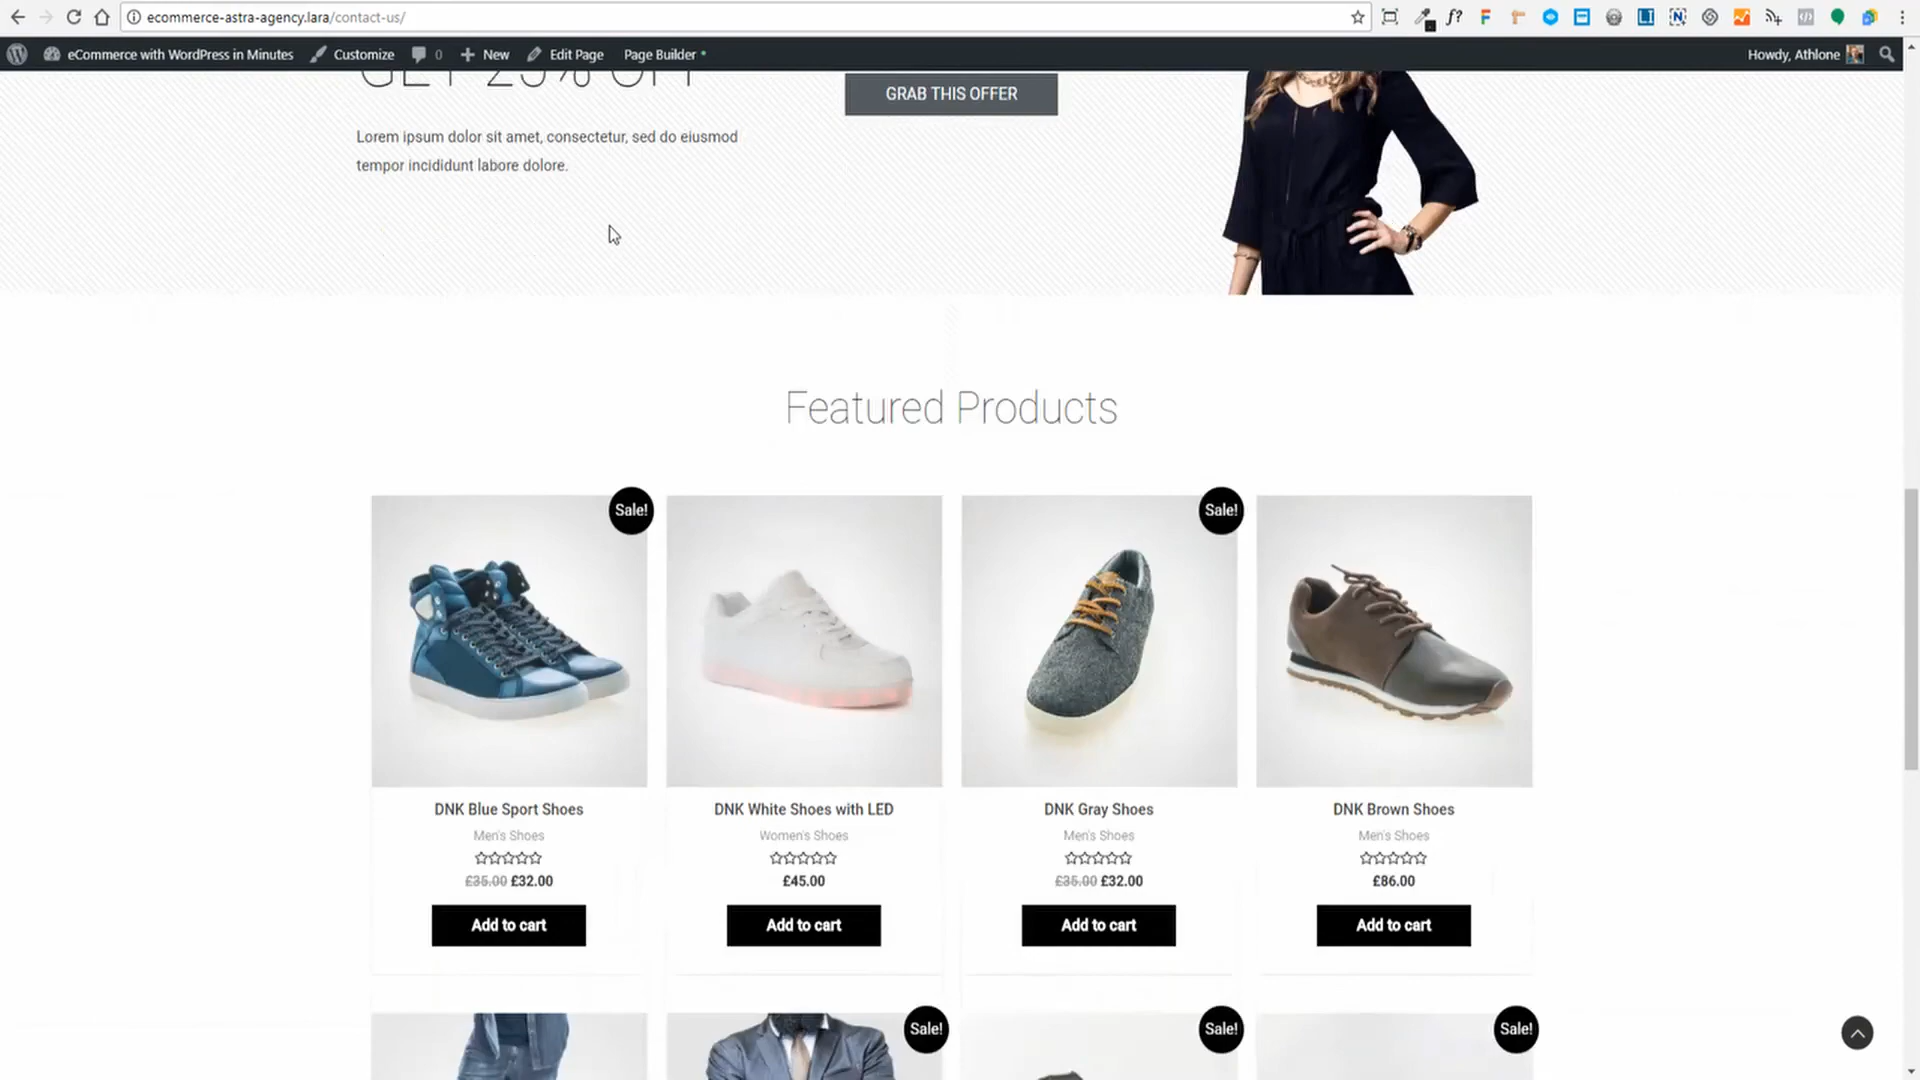 ecommerce-astra-agency.lara/contact-us/
eCommerce with WordPress in Minutes Customize 0 New Edit Page Page Builder Howdy, Athlone
GET 25% OFF
GRAB THIS OFFER
Lorem ipsum dolor sit amet, consectetur, sed do eiusmod
tempor incididunt labore dolore.
Featured Products
Sale!
Sale!
DNK Blue Sport Shoes
Men's Shoes
£35.00 £32.00
Add to cart
DNK White Shoes with LED
Women's Shoes
£45.00
Add to cart
DNK Gray Shoes
Men's Shoes
£35.00 £32.00
Add to cart
DNK Brown Shoes
Men's Shoes
£86.00
Add to cart
Sale!
Sale!
Sale!